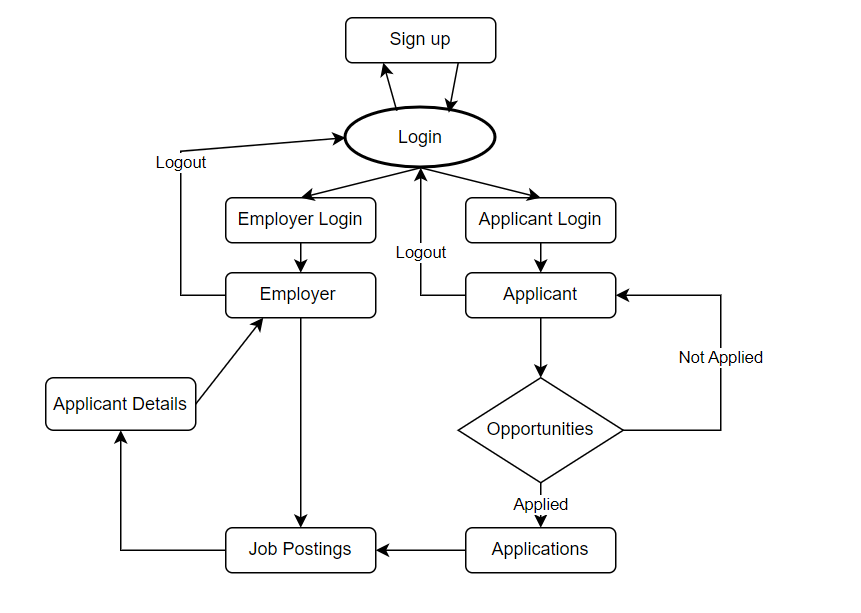 Sign up
Login
Logout
Employer Login
Applicant Login
Logout
Employer
Applicant
Not Applied
Applicant Details
Opportunities
Applied
Job Postings
Applications